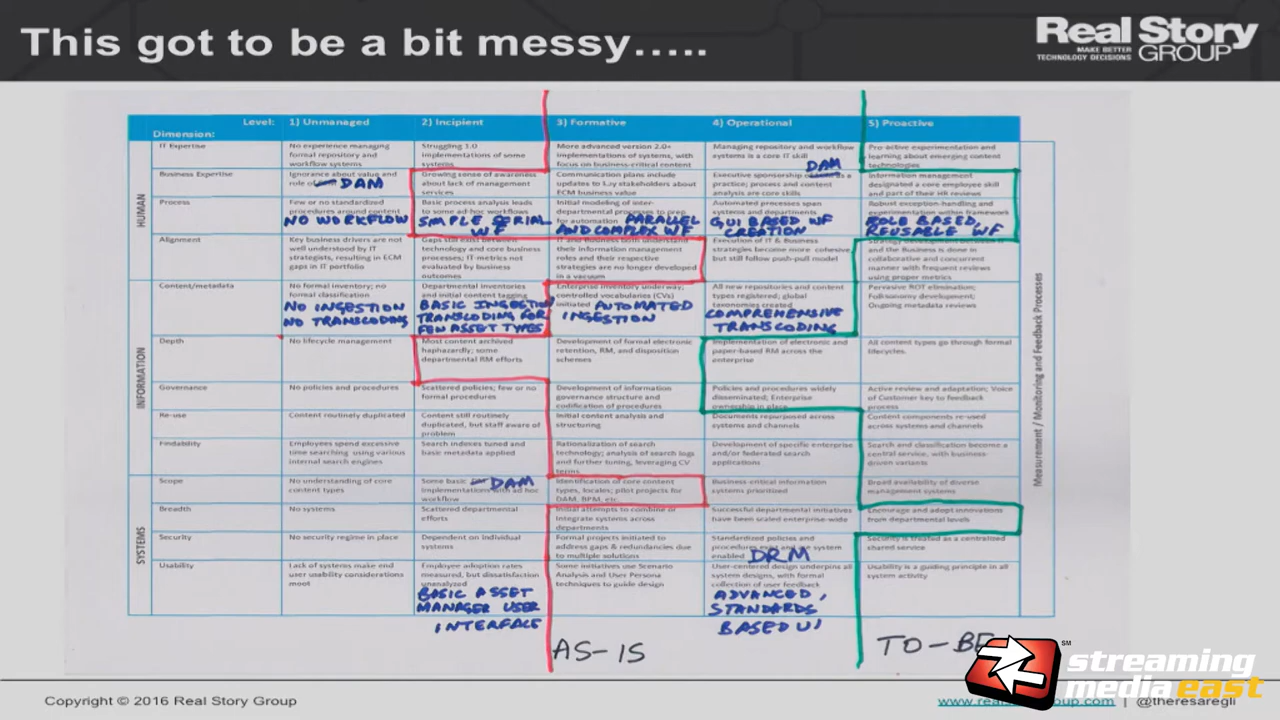 This got to be a bit messy.....
Real Story
GROUP
MAKE BETTER
TECHNOLOGY DECISIONS
Level:
Dimension:
1) Unmanaged
2) Incipient
3) Formative
4) Operational
5) Proactive
HUMAN
IT Expertise
No experience managing
formal repository and
workflow systems
Struggling 1.0
implementations of some
systems
More advanced version 2.0+
implementations of systems, with
focus on business-critical content
Managing repository and workflow
systems is a core IT skill
Pro-active experimentation and
learning about emerging content
technologies
Business Expertise
Ignorance about value and
role of
DAM
Growing sense of awareness
about lack of management
services
Communication plans include
updates to key stakeholders about
ECM business value
DAM
Executive sponsorship as a
practice; process and content
analysis are core skills
Information management
designated a core employee skill
and part of their HR reviews
Process
Few or no standardized
procedures around content
NO WORKFLOW
Basic process analysis leads
to some ad-hoc workflows
SIMPLE SERIAL
WF
Initial modeling of inter-
departmental processes to prep
for automation
PARALLEL
AND COMPLEX WF
Automated processes span
systems and departments
GUI BASED WF
CREATION
Robust exception-handling and
experimentation within framework
ROLE BASED,
REUSABLE WF
Alignment
Key business drivers are not
well understood by IT
strategists, resulting in ECM
gaps in IT portfolio
Gaps still exist between
technology and core business
processes; IT-metrics not
evaluated by business
outcomes
IT and Business both understand
their information management
roles and their respective
strategies are no longer developed
in a vacuum
Execution of IT & Business
strategies become more cohesive
but still follow push-pull model
Strategy development between IT
and the Business is done in
collaborative and concurrent
manner with frequent reviews
using proper metrics
INFORMATION
Content/metadata
No formal inventory; no
formal classification
NO INGESTION
NO TRANSCODING
Departmental inventories
and initial content tagging
BASIC INGESTION
TRANSCODING FOR
FEW ASSET TYPES
Enterprise inventory underway;
controlled vocabularies (CVs)
initiated
AUTOMATED
INGESTION
All new repositories and content
types registered; global
taxonomies created
COMPREHENSIVE
TRANSCODING
Pervasive ROT elimination;
Folksonomy development;
Ongoing metadata reviews
Depth
No lifecycle management
Most content archived
haphazardly; some
departmental RM efforts
Development of formal electronic
retention, RM, and disposition
schemes
Implementation of electronic and
paper-based RM across the
enterprise
All content types go through formal
lifecycles.
Governance
No policies and procedures
Scattered policies; few or no
formal procedures
Development of information
governance structure and
codification of procedures
Policies and procedures widely
disseminated; Enterprise
ownership in place
Active review and adaptation; Voice
of Customer key to feedback
process
Re-use
Content routinely duplicated
Content still routinely
duplicated, but staff aware of
problem
Initial content analysis and
structuring
Documents repurposed across
systems and channels
Content components re-used
across systems and channels
Findability
Employees spend excessive
time searching using various
internal search engines
Search indexes tuned and
basic metadata applied
Rationalization of search
technology; analysis of search logs
and further tuning, leveraging CV
terms
Development of specific enterprise
and/or federated search
applications
Search and classification become a
central service, with business-
driven variants
SYSTEMS
Scope
No understanding of core
content types
Some basic
DAM
implementations with ad hoc
workflow
Identification of core content
types, locales; pilot projects for
DAM, BPM, etc.
Business-critical information
systems prioritized
Broad availability of diverse
management systems
Breadth
No systems
Scattered departmental
efforts
Initial attempts to combine or
integrate systems across
departments
Successful departmental initiatives
have been scaled enterprise-wide
Encourage and adopt innovations
from departmental levels
Security
No security regime in place
Dependent on individual
systems
Formal projects initiated to
address gaps & redundancies due
to multiple solutions
Standardized policies and
procedures exist and are system
enabled
DRM
Security is treated as a centralized
shared service
Usability
Lack of systems make end
user usability considerations
moot
Employee adoption rates
measured, but dissatisfaction
unanalyzed
BASIC ASSET
MANAGER USER
INTERFACE
Some initiatives use Scenario
Analysis and User Persona
techniques to guide design
User-centered design underpins all
system designs, with formal
collection of user feedback
ADVANCED,
STANDARDS
BASED UI
Usability is a guiding principle in all
system activity
Measurement / Monitoring and Feedback Processes
AS-IS
TO-BE
streaming
media east
SM
Copyright © 2016 Real Story Group
| @theresaregli